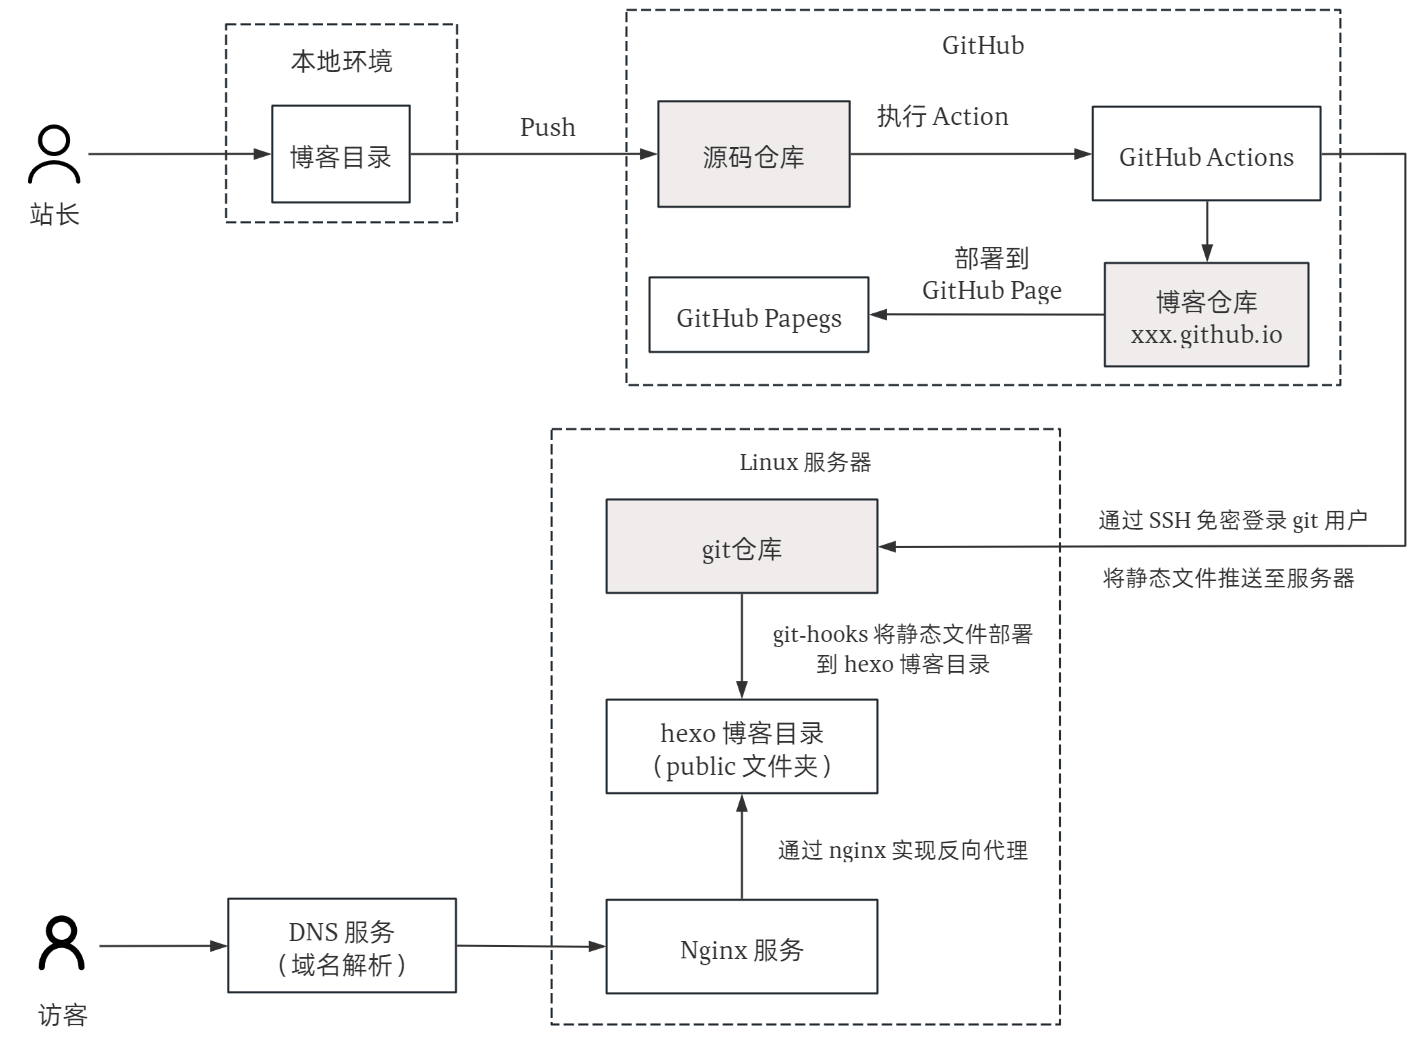 本地环境
GitHub
站长
博客目录
Push
源码仓库
执行 Action
GitHub Actions
部署到
GitHub Page
GitHub Papegs
博客仓库
xxx.github.io
Linux 服务器
git仓库
通过 SSH 免密登录 git 用户
将静态文件推送至服务器
git-hooks 将静态文件部署
到 hexo 博客目录
hexo 博客目录
（public 文件夹）
通过 nginx 实现反向代理
访客
DNS 服务
（域名解析）
Nginx 服务